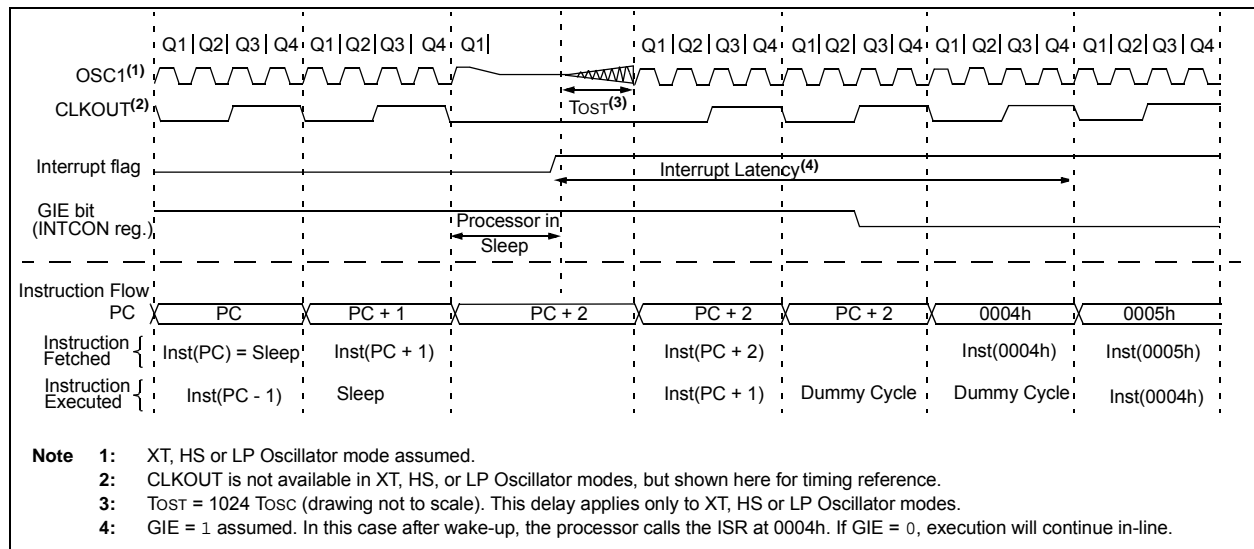 Q1 Q2 Q3 Q4 Q1 Q2 Q3 Q4 Q1 Q1 Q2 Q3 Q4 Q1 Q2 Q3 Q4 Q1 Q2 Q3 Q4 Q1 Q2 Q3 Q4
OSC1(1)
TOST(3)
CLKOUT(2)
Interrupt flag
Interrupt Latency(4)
GIE bit
(INTCON reg.)
Processor in
Sleep
Instruction Flow
PC PC PC + 1 PC + 2 PC + 2 PC + 2 0004h 0005h
Instruction
Fetched
Inst(PC) = Sleep Inst(PC + 1) Inst(PC + 2) Inst(0004h) Inst(0005h)
Instruction
Executed
Inst(PC - 1) Sleep Inst(PC + 1) Dummy Cycle Dummy Cycle Inst(0004h)
Note 1: XT, HS or LP Oscillator mode assumed.
2: CLKOUT is not available in XT, HS, or LP Oscillator modes, but shown here for timing reference.
3: TOST = 1024 TOSC (drawing not to scale). This delay applies only to XT, HS or LP Oscillator modes.
4: GIE = 1 assumed. In this case after wake-up, the processor calls the ISR at 0004h. If GIE = 0, execution will continue in-line.